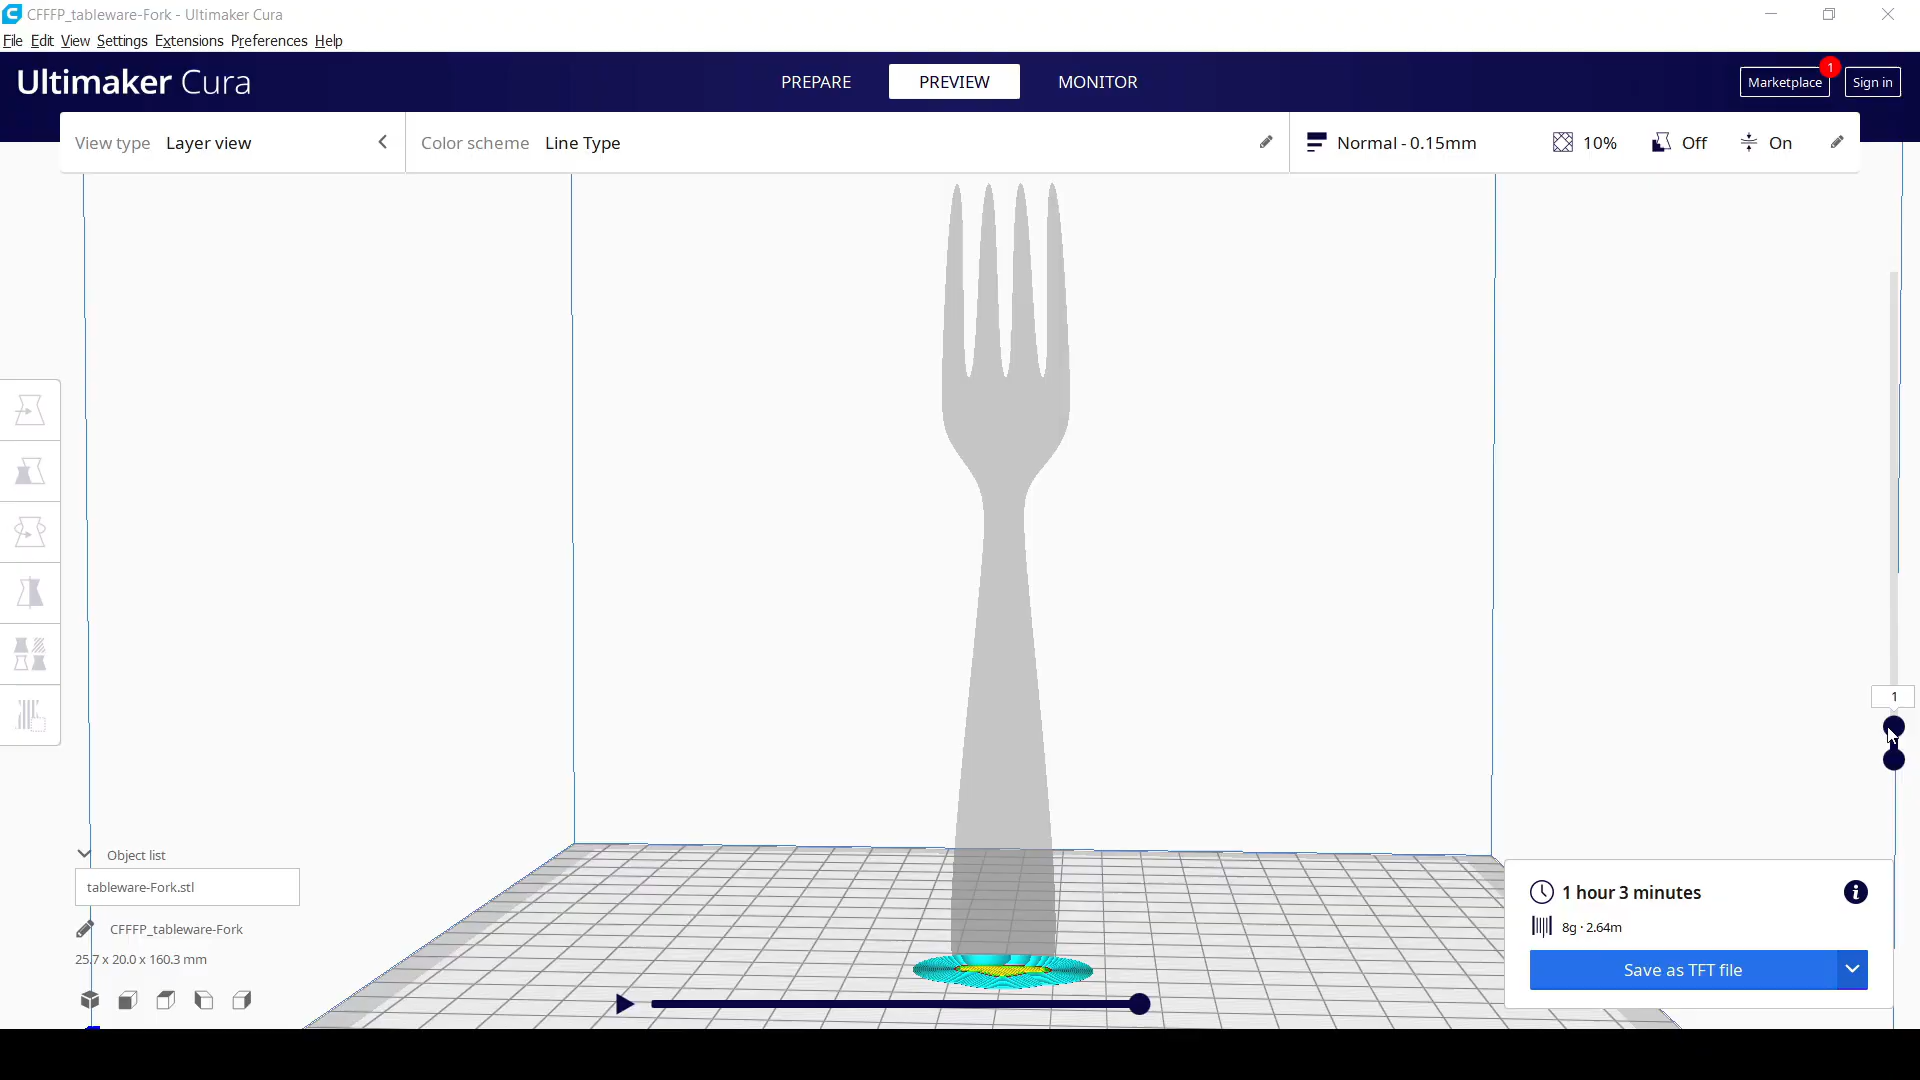 CFFFP_tableware-Fork - Ultimaker Cura
File Edit View Settings Extensions Preferences Help
Ultimaker Cura
PREPARE
PREVIEW
MONITOR
Marketplace
1
Sign in
View type Layer view
Color scheme Line Type
Normal - 0.15mm
10%
Off
On
1
Object list
tableware-Fork.stl
CFFFP_tableware-Fork
25.7 x 20.0 x 160.3 mm
1 hour 3 minutes
8g · 2.64m
Save as TFT file